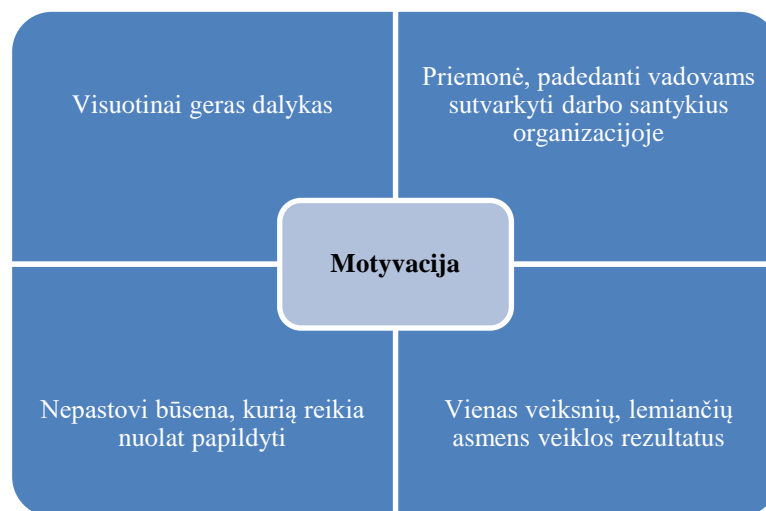 Visuotinai geras dalykas
Priemonė, padedanti vadovams
sutvarkyti darbo santykius
organizacijoje
Motyvacija
Nepastovi būsena, kurią reikia
nuolat papildyti
Vienas veiksnių, lemiančių
asmens veiklos rezultatus